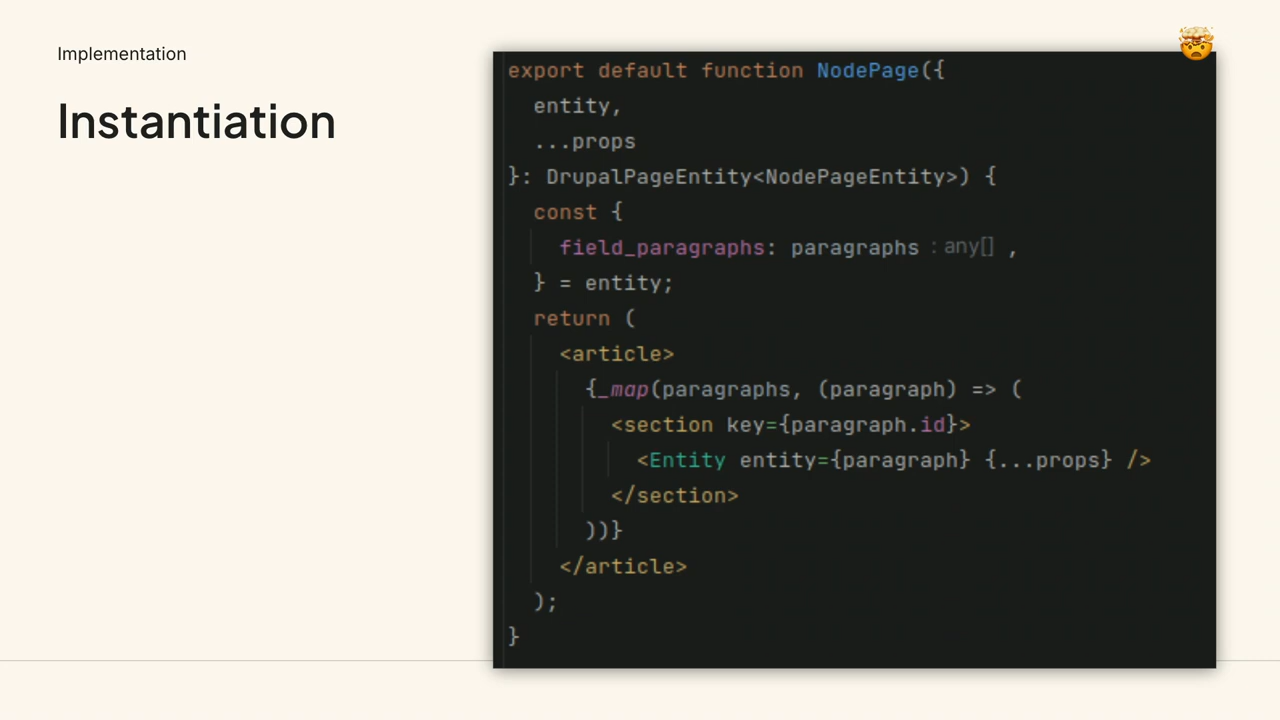 Implementation
Instantiation
export default function NodePage({
  entity,
  ...props
}: DrupalPageEntity<NodePageEntity>) {
  const {
    field_paragraphs: paragraphs : any[] ,
  } = entity;
  return (
    <article>
      {_map(paragraphs, (paragraph) => (
        <section key={paragraph.id}>
          <Entity entity={paragraph} {...props} />
        </section>
      ))}
    </article>
  );
}